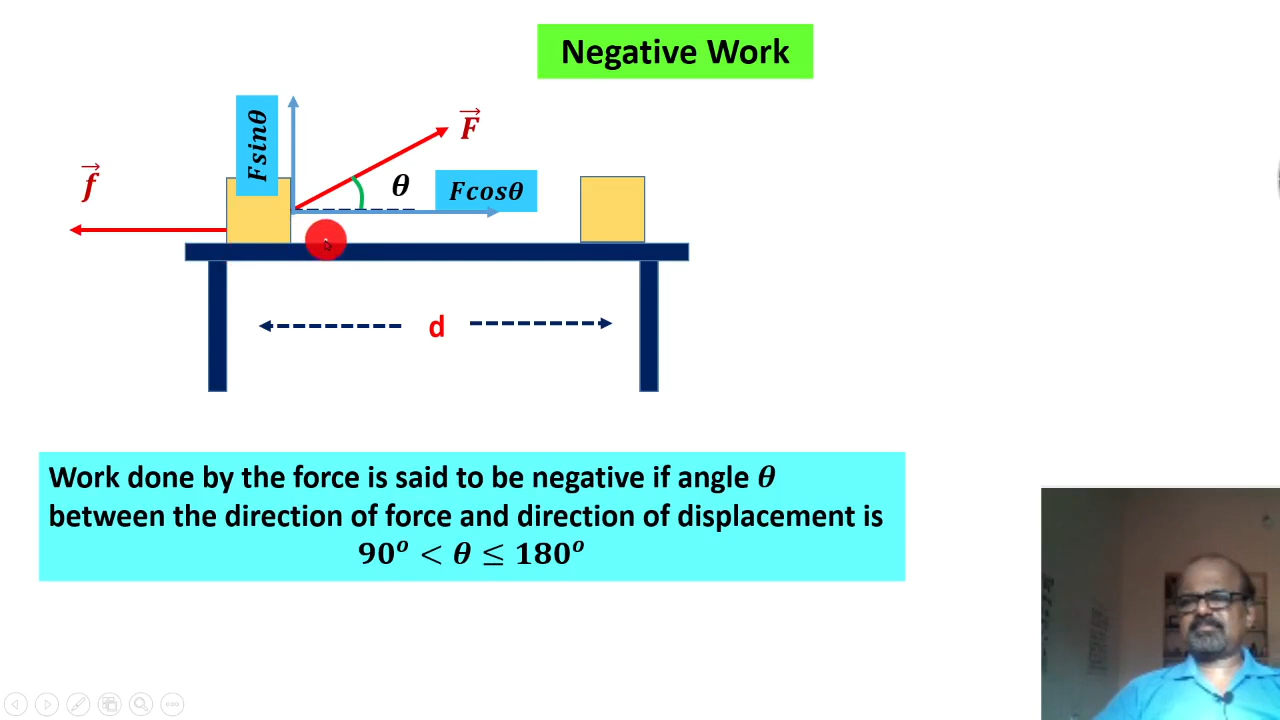 Negative Work
Fsinθ
F
f
θ
Fcosθ
d
Work done by the force is said to be negative if angle θ
between the direction of force and direction of displacement is
90° < θ ≤ 180°